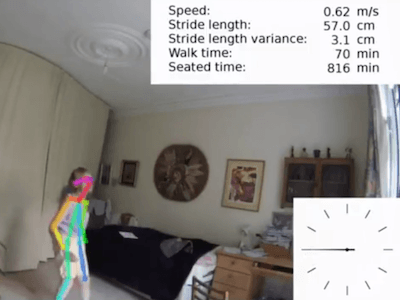 Speed: 0.62 m/s
Stride length: 57.0 cm
Stride length variance: 3.1 cm
Walk time: 70 min
Seated time: 816 min